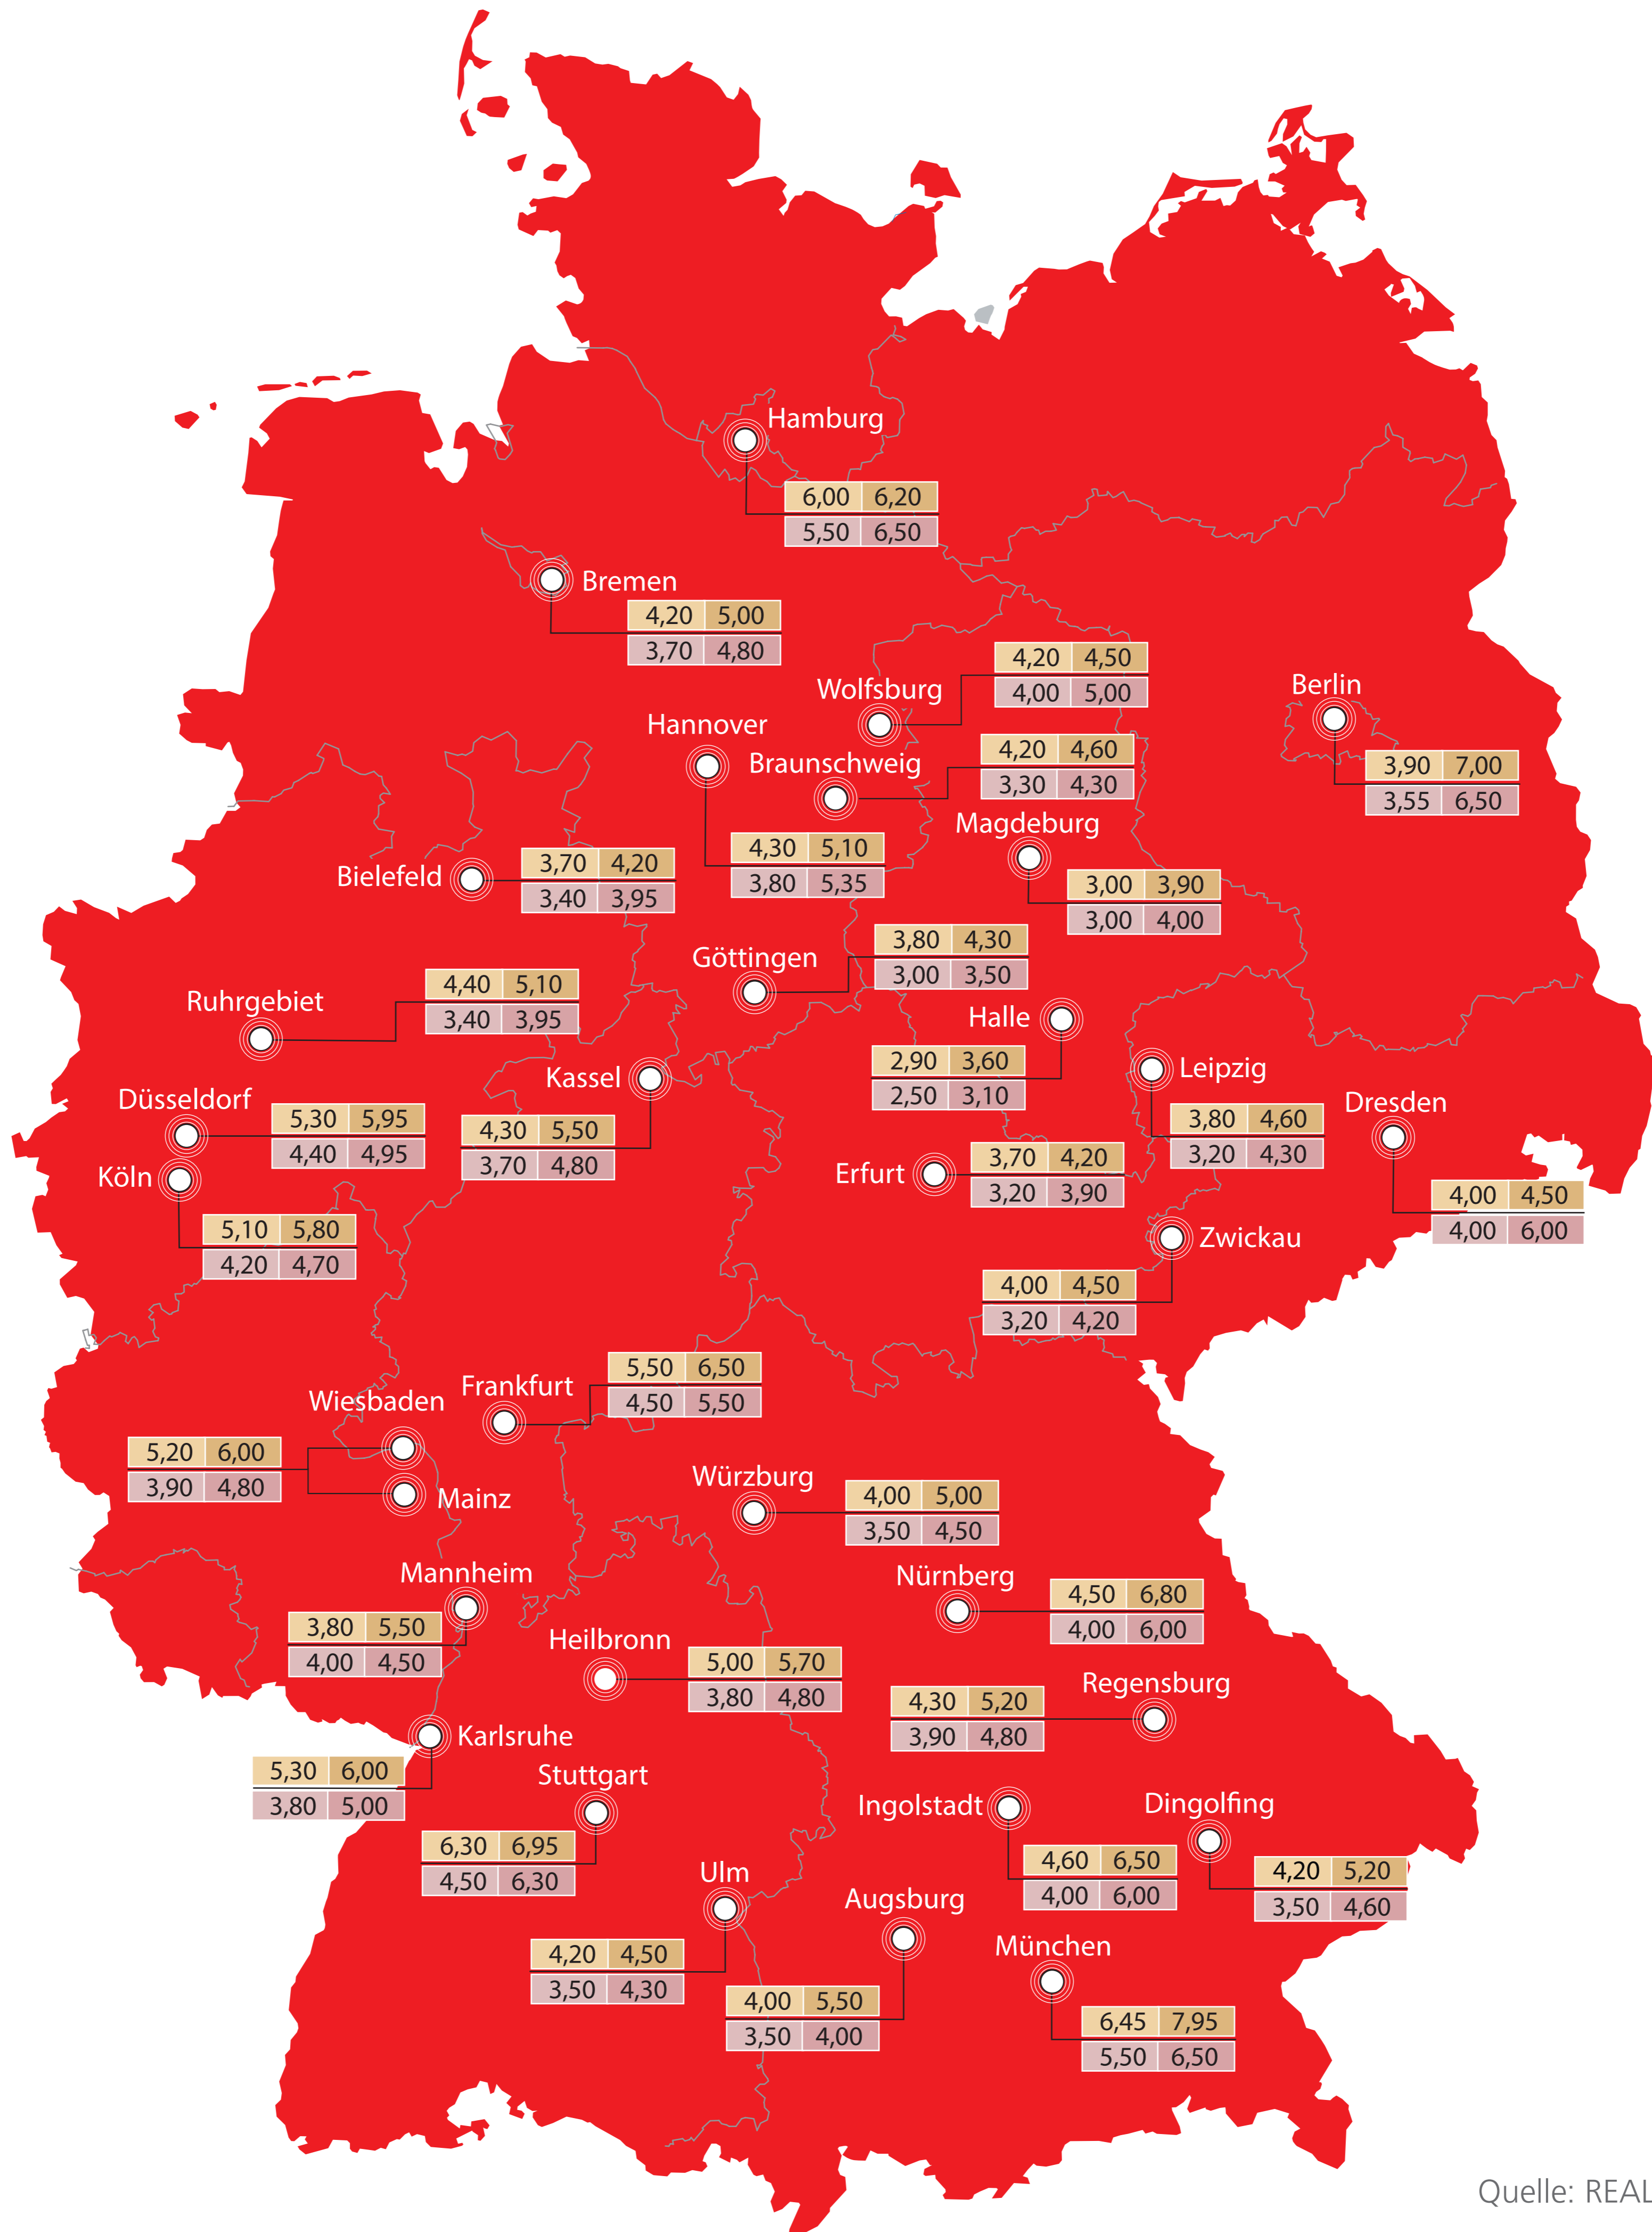 Hamburg
6,00 6,20
5,50 6,50
Bremen
4,20 5,00
3,70 4,80
Wolfsburg
4,20 4,50
4,00 5,00
Berlin
3,90 7,00
3,55 6,50
Hannover
4,30 5,10
3,80 5,35
Braunschweig
4,20 4,60
3,30 4,30
Magdeburg
3,00 3,90
3,00 4,00
Bielefeld
3,70 4,20
3,40 3,95
Göttingen
3,80 4,30
3,00 3,50
Ruhrgebiet
4,40 5,10
3,40 3,95
Halle
2,90 3,60
2,50 3,10
Kassel
4,30 5,50
3,70 4,80
Leipzig
3,80 4,60
3,20 4,30
Düsseldorf
5,30 5,95
4,40 4,95
Dresden
4,00 4,50
4,00 6,00
Köln
5,10 5,80
4,20 4,70
Erfurt
3,70 4,20
3,20 3,90
Zwickau
4,00 4,50
3,20 4,20
Frankfurt
5,50 6,50
4,50 5,50
Wiesbaden
5,20 6,00
3,90 4,80
Mainz
Würzburg
4,00 5,00
3,50 4,50
Mannheim
3,80 5,50
4,00 4,50
Nürnberg
4,50 6,80
4,00 6,00
Heilbronn
5,00 5,70
3,80 4,80
Regensburg
4,30 5,20
3,90 4,80
Karlsruhe
5,30 6,00
3,80 5,00
Stuttgart
6,30 6,95
4,50 6,30
Ingolstadt
4,60 6,50
4,00 6,00
Dingolfing
4,20 5,20
3,50 4,60
Ulm
4,20 4,50
3,50 4,30
Augsburg
4,00 5,50
3,50 4,00
München
6,45 7,95
5,50 6,50
Quelle: REAL